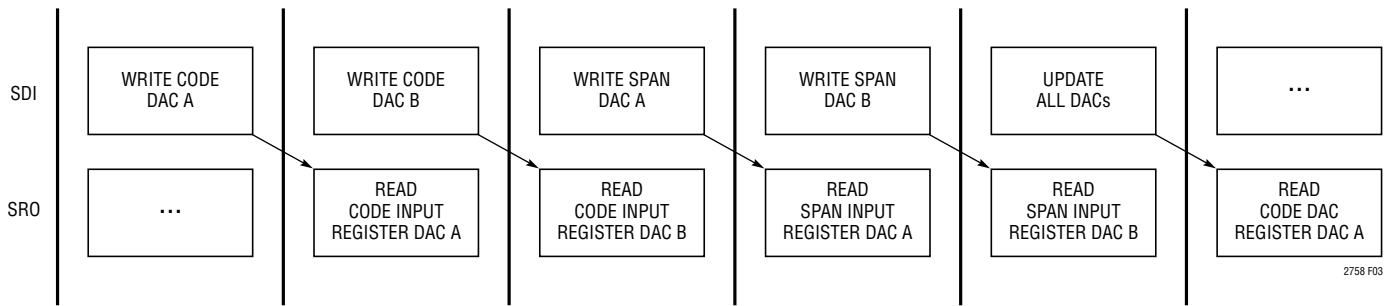 SDI
WRITE CODE
DAC A
WRITE CODE
DAC B
WRITE SPAN
DAC A
WRITE SPAN
DAC B
UPDATE
ALL DACs
...
SRO
...
READ
CODE INPUT
REGISTER DAC A
READ
CODE INPUT
REGISTER DAC B
READ
SPAN INPUT
REGISTER DAC A
READ
SPAN INPUT
REGISTER DAC B
READ
CODE DAC
REGISTER DAC A
2758 F03